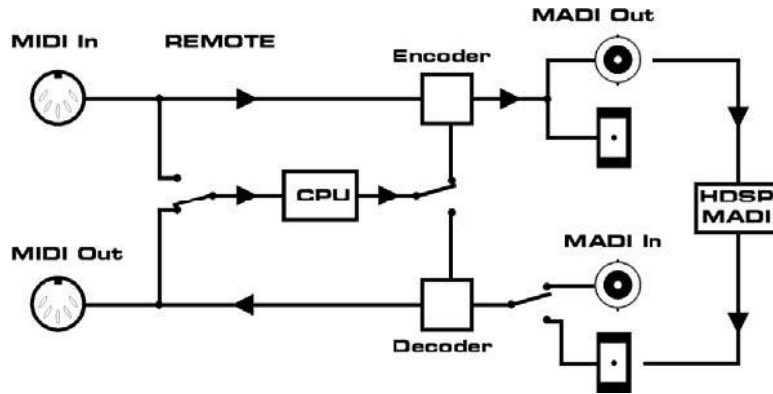 MADI Out
MIDI In
REMOTE
Encoder
CPU
HDSP
MADI
MIDI Out
MADI In
Decoder